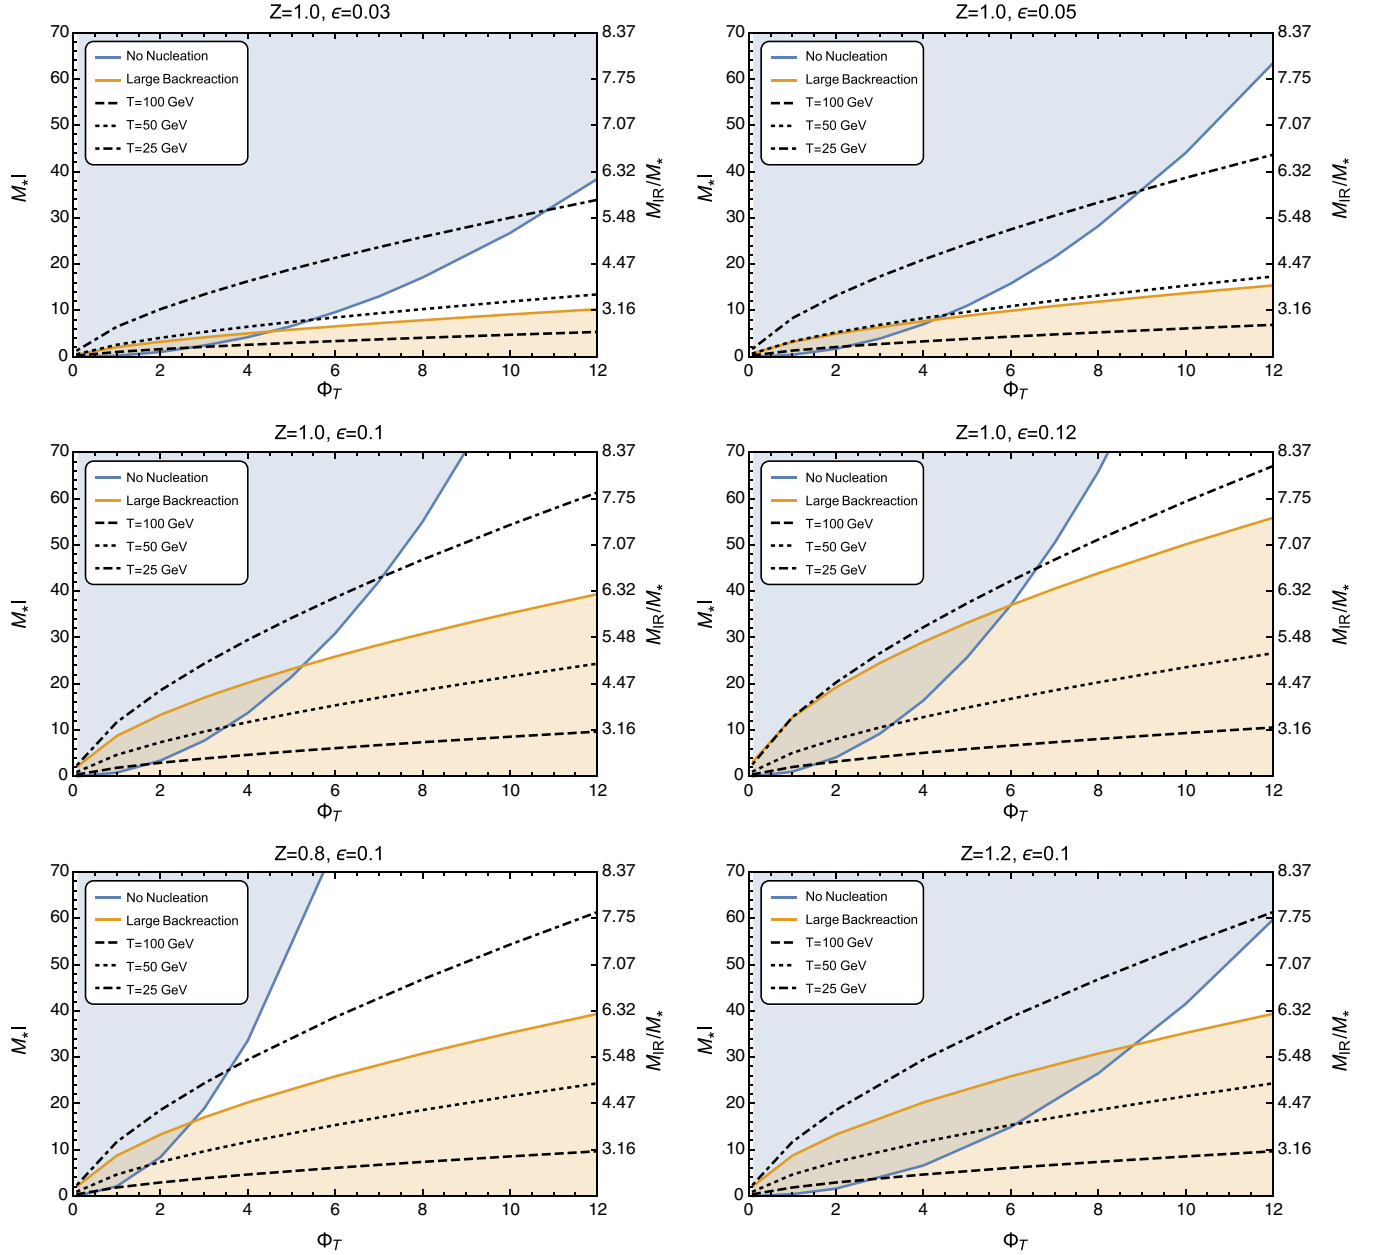 Z=1.0, ϵ=0.03
70
60
50
40
30
20
10
0
M⋆l
No Nucleation
Large Backreaction
T=100 GeV
T=50 GeV
T=25 GeV
8.37
7.75
7.07
6.32
5.48
4.47
3.16
M_IR/M⋆
0 2 4 6 8 10 12
Φ_T
Z=1.0, ϵ=0.05
70
60
50
40
30
20
10
0
M⋆l
No Nucleation
Large Backreaction
T=100 GeV
T=50 GeV
T=25 GeV
8.37
7.75
7.07
6.32
5.48
4.47
3.16
M_IR/M⋆
0 2 4 6 8 10 12
Φ_T
Z=1.0, ϵ=0.1
70
60
50
40
30
20
10
0
M⋆l
No Nucleation
Large Backreaction
T=100 GeV
T=50 GeV
T=25 GeV
8.37
7.75
7.07
6.32
5.48
4.47
3.16
M_IR/M⋆
0 2 4 6 8 10 12
Φ_T
Z=1.0, ϵ=0.12
70
60
50
40
30
20
10
0
M⋆l
No Nucleation
Large Backreaction
T=100 GeV
T=50 GeV
T=25 GeV
8.37
7.75
7.07
6.32
5.48
4.47
3.16
M_IR/M⋆
0 2 4 6 8 10 12
Φ_T
Z=0.8, ϵ=0.1
70
60
50
40
30
20
10
0
M⋆l
No Nucleation
Large Backreaction
T=100 GeV
T=50 GeV
T=25 GeV
8.37
7.75
7.07
6.32
5.48
4.47
3.16
M_IR/M⋆
0 2 4 6 8 10 12
Φ_T
Z=1.2, ϵ=0.1
70
60
50
40
30
20
10
0
M⋆l
No Nucleation
Large Backreaction
T=100 GeV
T=50 GeV
T=25 GeV
8.37
7.75
7.07
6.32
5.48
4.47
3.16
M_IR/M⋆
0 2 4 6 8 10 12
Φ_T